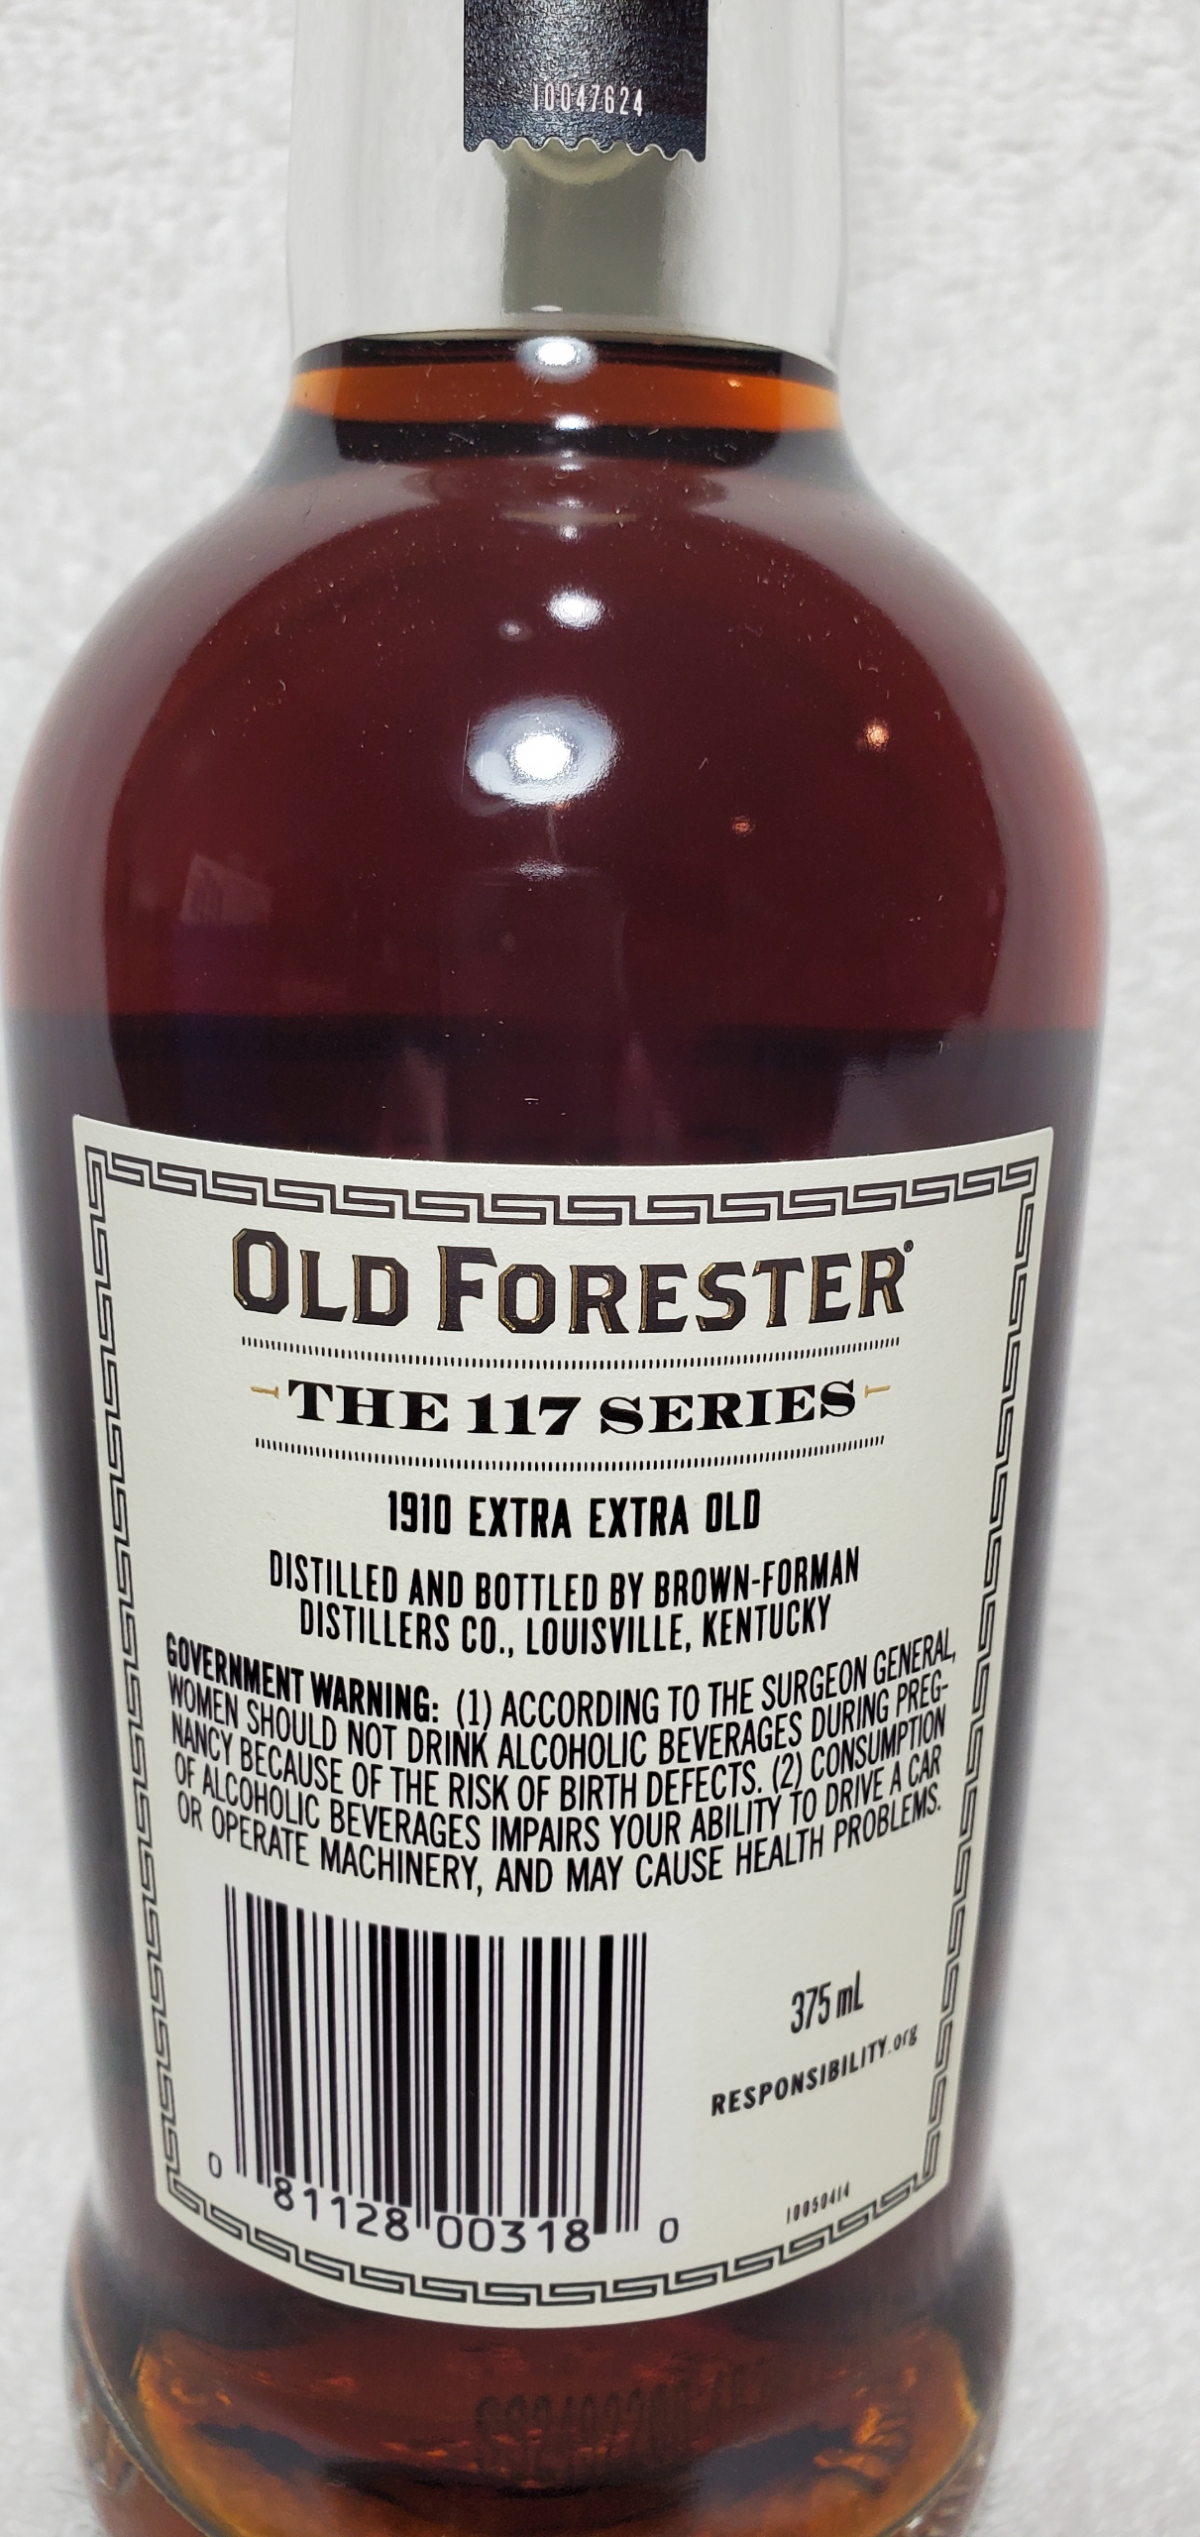 10047624
OLD FORESTER®
THE 117 SERIES
1910 EXTRA EXTRA OLD
DISTILLED AND BOTTLED BY BROWN-FORMAN
DISTILLERS CO., LOUISVILLE, KENTUCKY
GOVERNMENT WARNING: (1) ACCORDING TO THE SURGEON GENERAL,
WOMEN SHOULD NOT DRINK ALCOHOLIC BEVERAGES DURING PREG-
NANCY BECAUSE OF THE RISK OF BIRTH DEFECTS. (2) CONSUMPTION
OF ALCOHOLIC BEVERAGES IMPAIRS YOUR ABILITY TO DRIVE A CAR
OR OPERATE MACHINERY, AND MAY CAUSE HEALTH PROBLEMS.
375 mL
RESPONSIBILITY.org
10050414
0 81128 00318 0